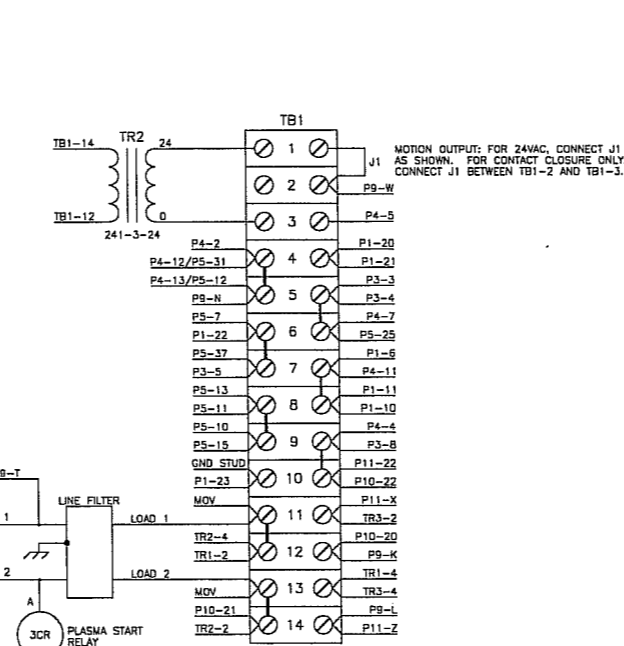 TB1
TB1-14
TR2
24
1
J1
MOTION OUTPUT: FOR 24VAC, CONNECT J1
AS SHOWN. FOR CONTACT CLOSURE ONLY
CONNECT J1 BETWEEN TB1-2 AND TB1-3.
2
P9-W
TB1-12
0
3
P4-5
241-3-24
P4-2
P1-20
4
P4-12/P5-31
P1-21
P4-13/P5-12
P3-3
5
P9-N
P3-4
P5-7
P4-7
6
P1-22
P5-25
P5-37
P1-6
7
P3-5
P4-11
P5-13
P1-11
8
P5-11
P1-10
P5-10
P4-4
9
P5-15
P3-8
GND STUD
P11-22
9-T
10
P1-23
P10-22
LINE FILTER
MOV
P11-X
1
LOAD 1
11
TR3-2
TR2-4
P10-20
12
TR1-2
P9-K
2
LOAD 2
TR1-4
13
MOV
TR3-4
A
P10-21
P9-L
14
TR2-2
P11-Z
3CR
PLASMA START
RELAY